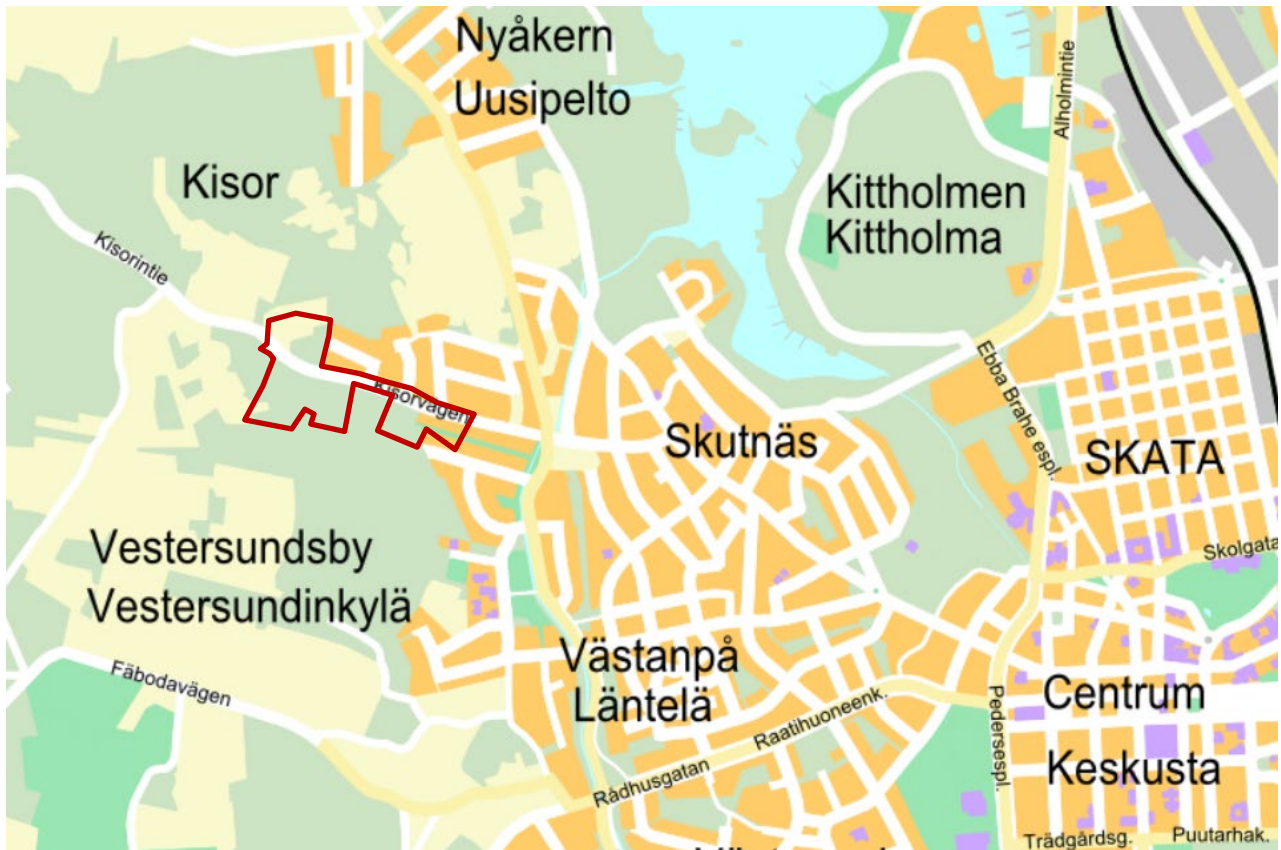 Nyåkern
Uusipelto
Alholmintie
Kisor
Kittholmen
Kittholma
Kisorintie
Kisorvägen
Ebba Brahe espl.
Skutnäs
SKATA
Skolgata
Vestersundsby
Vestersundinkylä
Fäbodavägen
Västanpå
Läntelä
Raatihuoneenk.
Rådhusgatan
Pedersespl.
Centrum
Keskusta
Trädgårdsg.
Puutarhak.